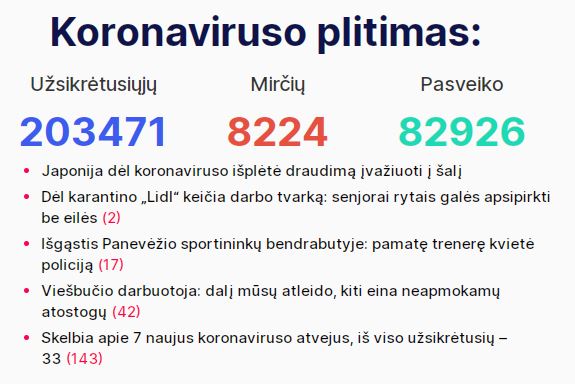 Koronaviruso plitimas:
Užsikrėtusiųjų Mirčių Pasveiko
203471 8224 82926
• Japonija dėl koronaviruso išplėtė draudimą įvažiuoti į šalį
• Dėl karantino „Lidl“ keičia darbo tvarką: senjorai rytais galės apsipirkti
be eilės (2)
• Išgąstis Panevėžio sportininkų bendrabutyje: pamatę trenerę kvietė
policiją (17)
• Viešbučio darbuotoja: dalį mūsų atleido, kiti eina neapmokamų
atostogų (42)
• Skelbia apie 7 naujus koronaviruso atvejus, iš viso užsikrėtusių –
33 (143)